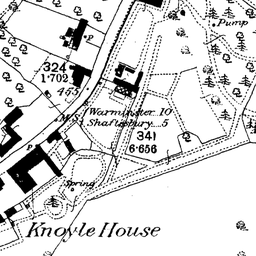 Pump
P
324
1·702
455
M.S.
Warminster 10
Shaftesbury 5
341
6·656
P
Spring
Knoyle House